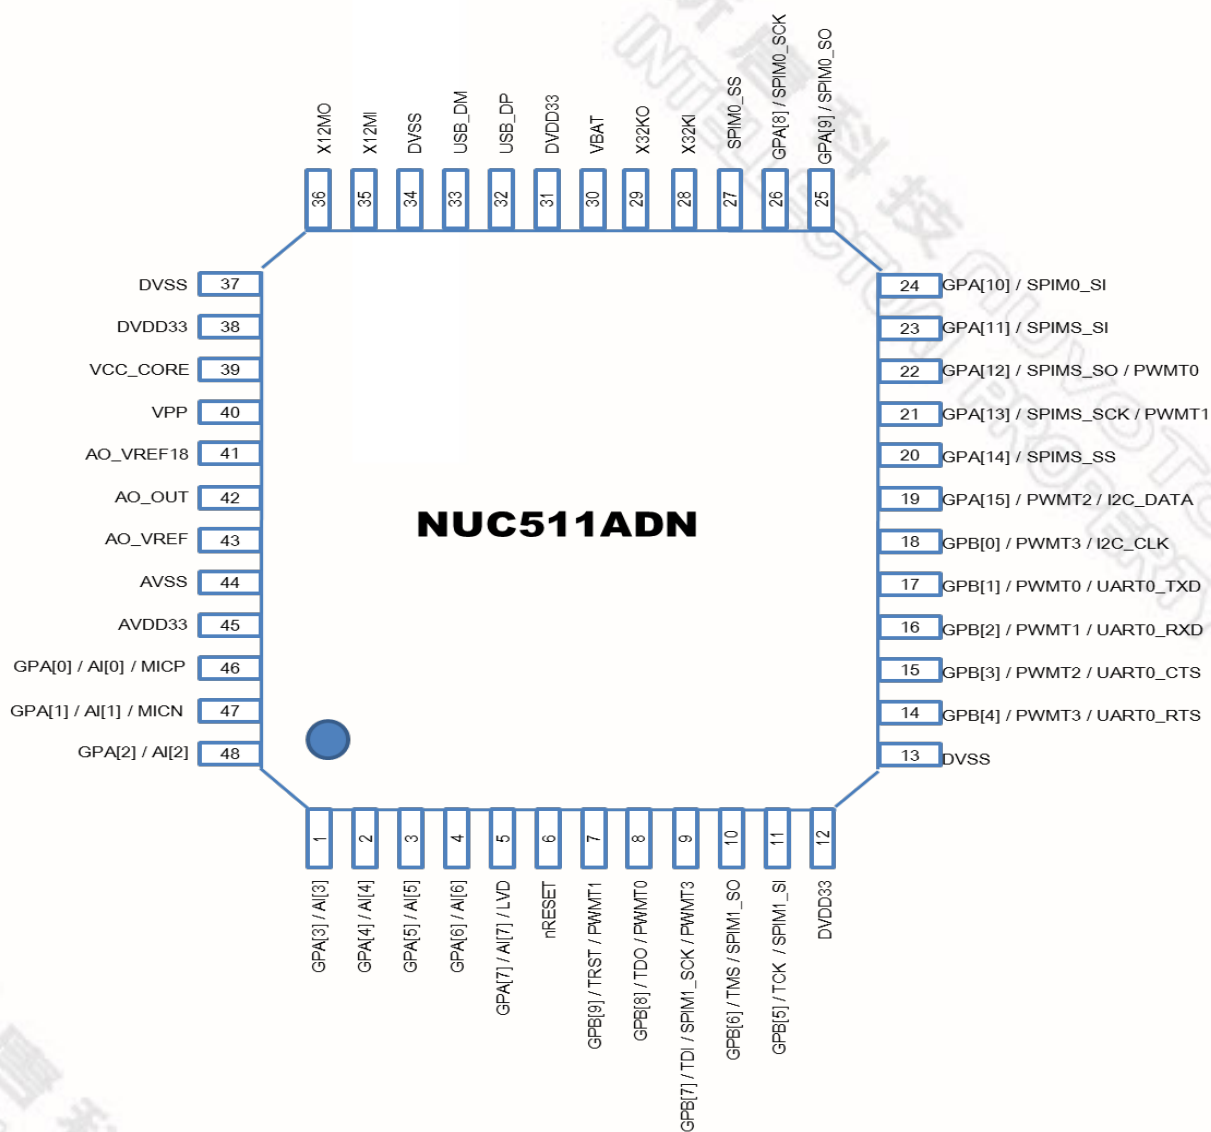 X12MO
X12MI
DVSS
USB_DM
USB_DP
DVDD33
VBAT
X32KO
X32KI
SPIM0_SS
GPA[8] / SPIM0_SCK
GPA[9] / SPIM0_SO
36
35
34
33
32
31
30
29
28
27
26
25
DVSS 37
DVDD33 38
VCC_CORE 39
VPP 40
AO_VREF18 41
AO_OUT 42
AO_VREF 43
AVSS 44
AVDD33 45
GPA[0] / AI[0] / MICP 46
GPA[1] / AI[1] / MICN 47
GPA[2] / AI[2] 48
NUC511ADN
24 GPA[10] / SPIM0_SI
23 GPA[11] / SPIMS_SI
22 GPA[12] / SPIMS_SO / PWMT0
21 GPA[13] / SPIMS_SCK / PWMT1
20 GPA[14] / SPIMS_SS
19 GPA[15] / PWMT2 / I2C_DATA
18 GPB[0] / PWMT3 / I2C_CLK
17 GPB[1] / PWMT0 / UART0_TXD
16 GPB[2] / PWMT1 / UART0_RXD
15 GPB[3] / PWMT2 / UART0_CTS
14 GPB[4] / PWMT3 / UART0_RTS
13 DVSS
1
2
3
4
5
6
7
8
9
10
11
12
GPA[3] / AI[3]
GPA[4] / AI[4]
GPA[5] / AI[5]
GPA[6] / AI[6]
GPA[7] / AI[7] / LVD
nRESET
GPB[9] / TRST / PWMT1
GPB[8] / TDO / PWMT0
GPB[7] / TDI / SPIM1_SCK / PWMT3
GPB[6] / TMS / SPIM1_SO
GPB[5] / TCK / SPIM1_SI
DVDD33
唐科技 nuvoTo
INTELLECTUAL PROPERTY
唐科